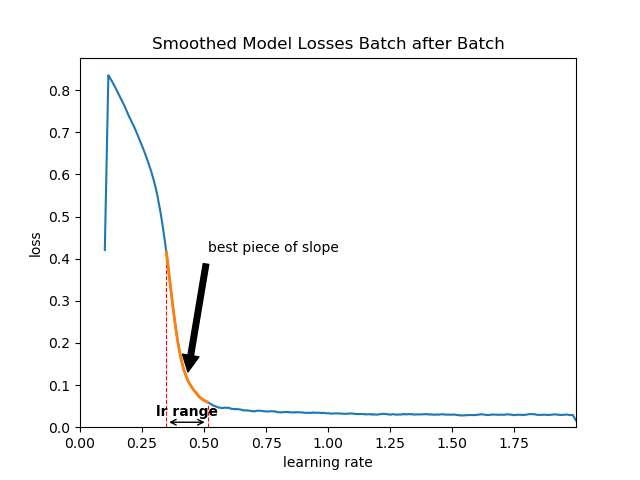 Smoothed Model Losses Batch after Batch
0.8
0.7
0.6
0.5
0.4
0.3
0.2
0.1
0.0
loss
best piece of slope
lr range
0.00 0.25 0.50 0.75 1.00 1.25 1.50 1.75
learning rate